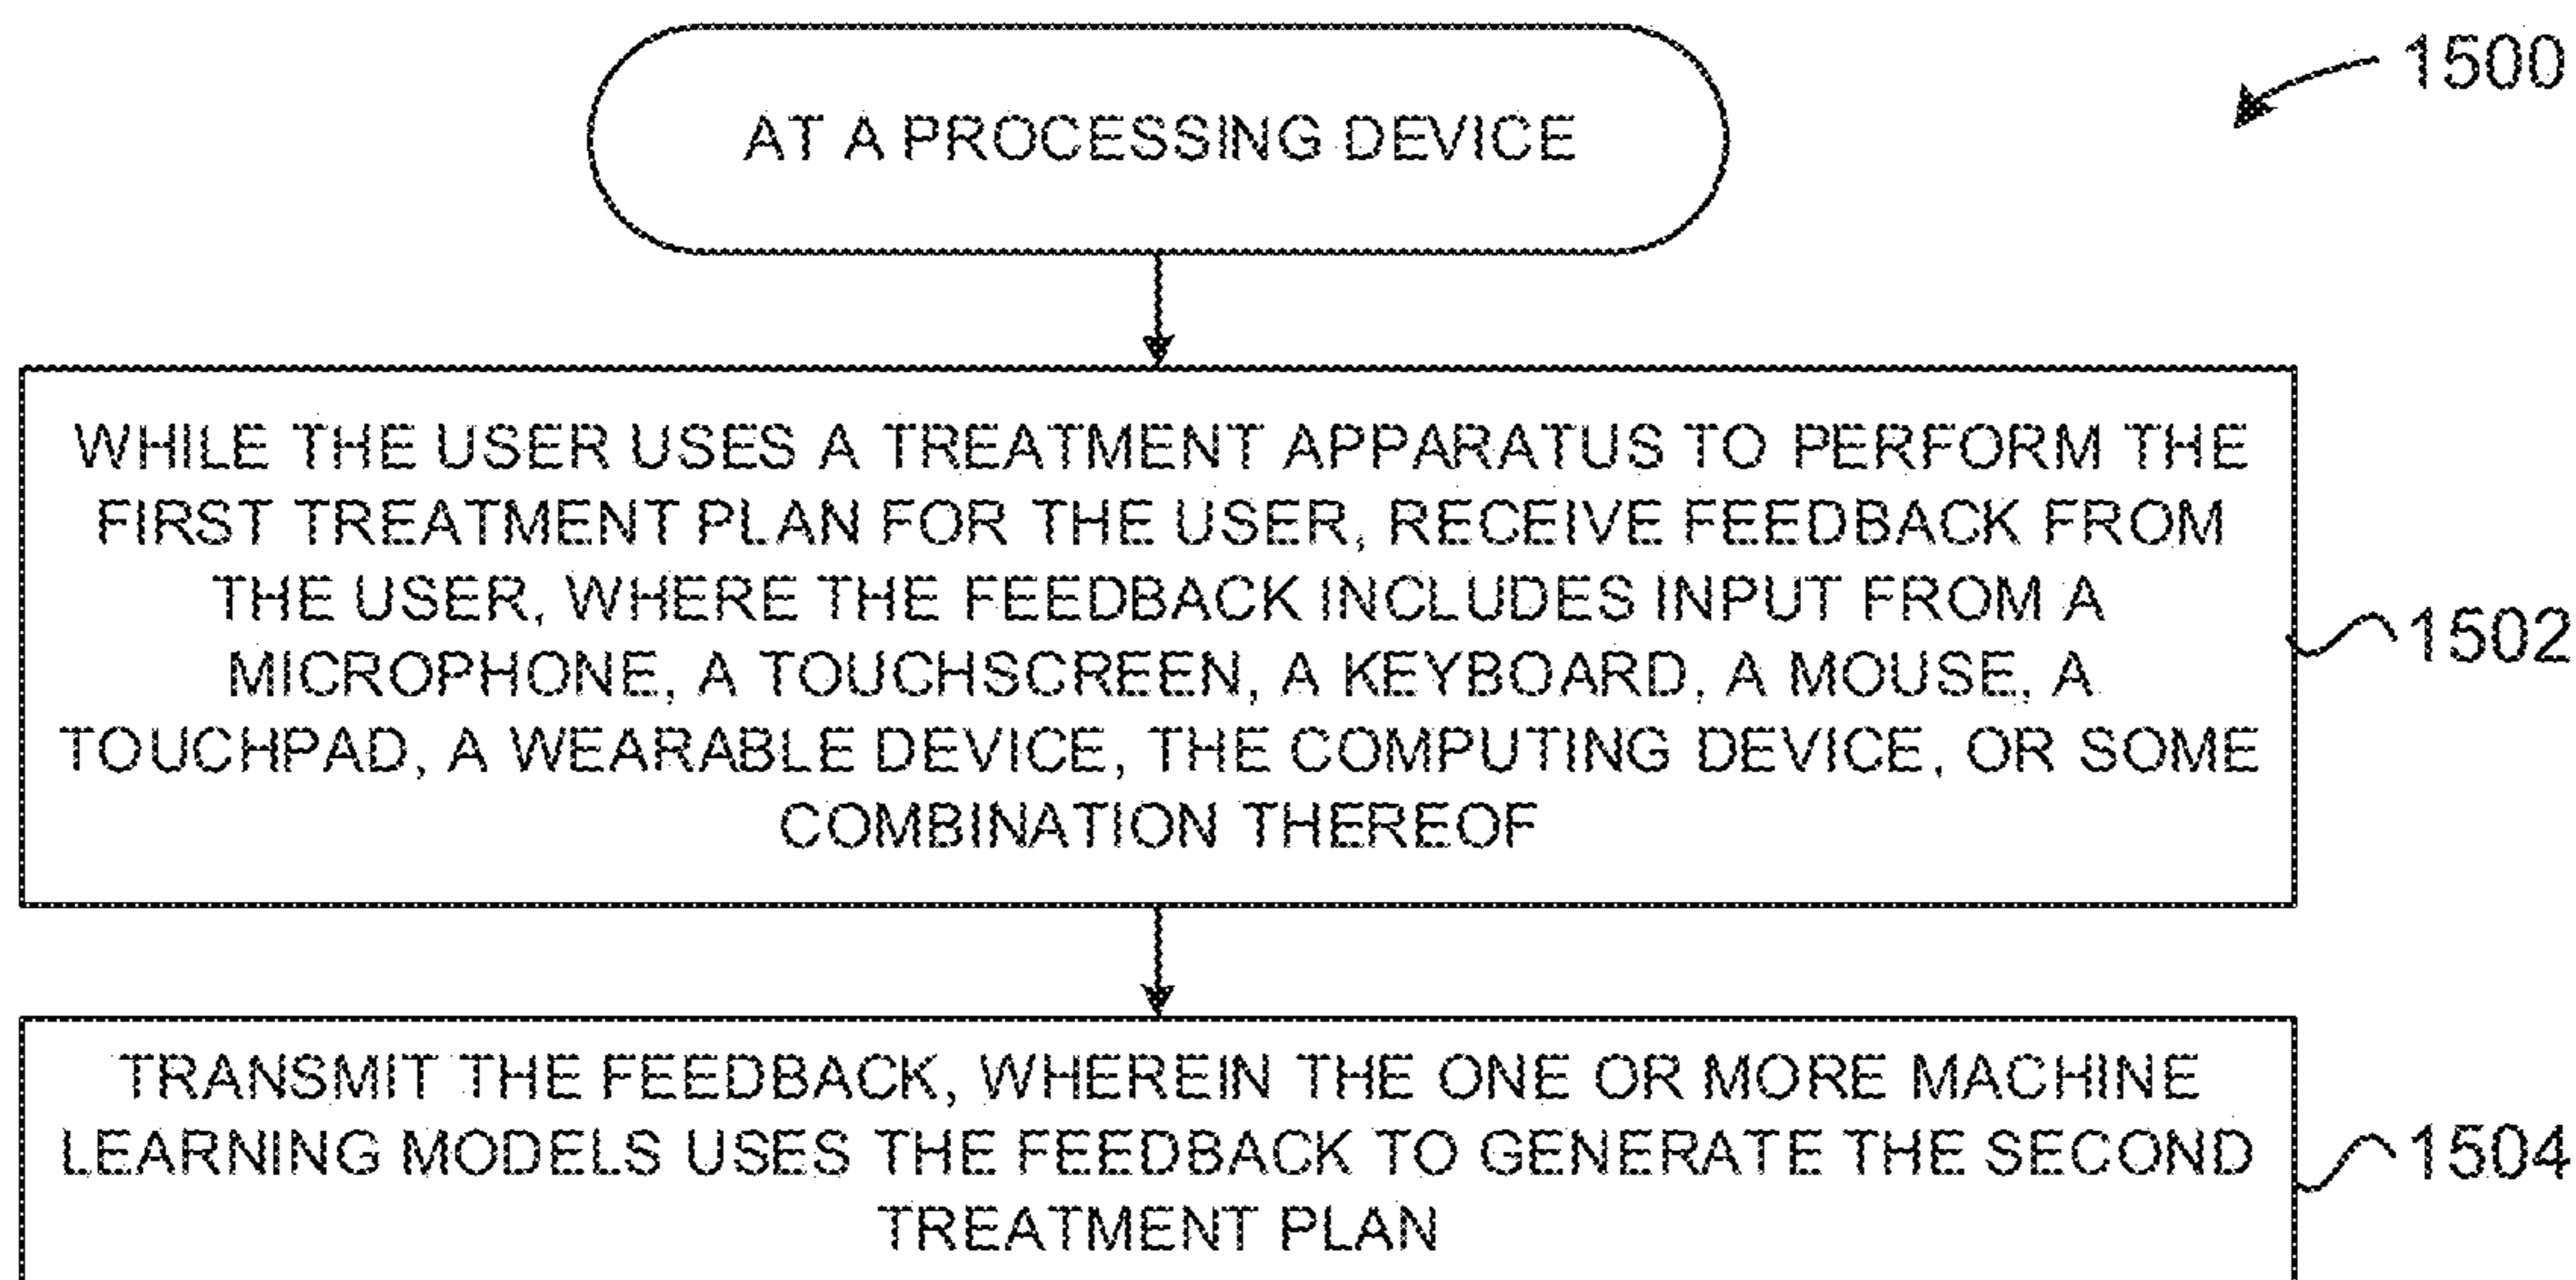 1500
AT A PROCESSING DEVICE
WHILE THE USER USES A TREATMENT APPARATUS TO PERFORM THE
FIRST TREATMENT PLAN FOR THE USER, RECEIVE FEEDBACK FROM
THE USER, WHERE THE FEEDBACK INCLUDES INPUT FROM A
MICROPHONE, A TOUCHSCREEN, A KEYBOARD, A MOUSE, A
TOUCHPAD, A WEARABLE DEVICE, THE COMPUTING DEVICE, OR SOME
COMBINATION THEREOF
1502
TRANSMIT THE FEEDBACK, WHEREIN THE ONE OR MORE MACHINE
LEARNING MODELS USES THE FEEDBACK TO GENERATE THE SECOND
TREATMENT PLAN
1504